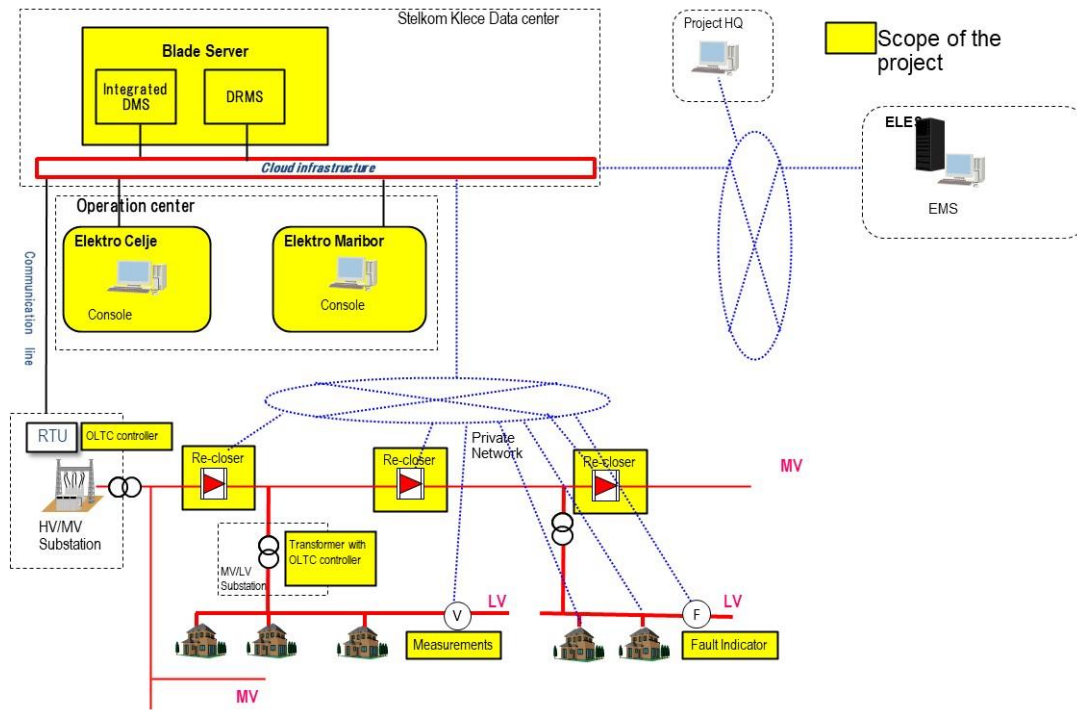 Stelkom Klece Data center
Blade Server
Integrated
DMS
DRMS
Cloud infrastructure
Project HQ
Scope of the
project
ELES
EMS
Operation center
Elektro Celje
Console
Elektro Maribor
Console
Communication line
RTU
OLTC controller
HV/MV
Substation
Re-closer
Re-closer
Private
Network
Re-closer
MV
MV/LV
Substation
Transformer with
OLTC controller
LV
V
Measurements
LV
F
Fault Indicator
MV